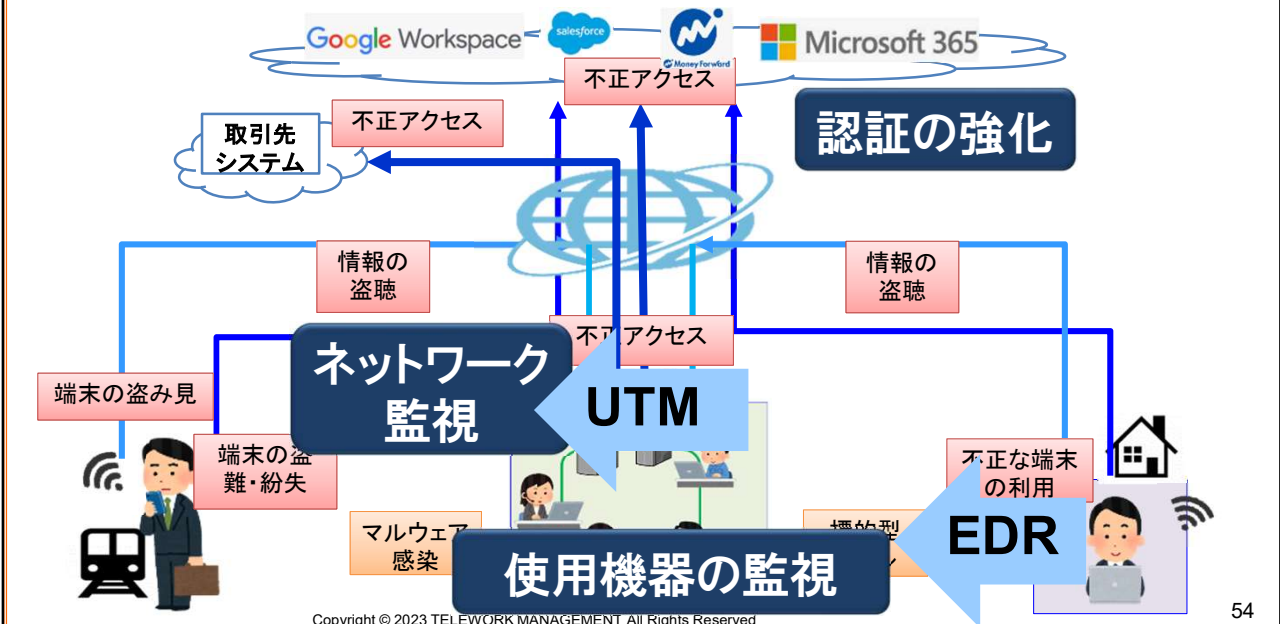 Google Workspace
salesforce
Money Forward
Microsoft 365
不正アクセス
認証の強化
不正アクセス
取引先
システム
情報の
盗聴
情報の
盗聴
不正アクセス
ネットワーク
監視
UTM
端末の盗み見
端末の盗
難・紛失
不正な端末
の利用
EDR
マルウェア
感染
標的型
使用機器の監視
Copyright © 2023 TELEWORK MANAGEMENT All Rights Reserved
54